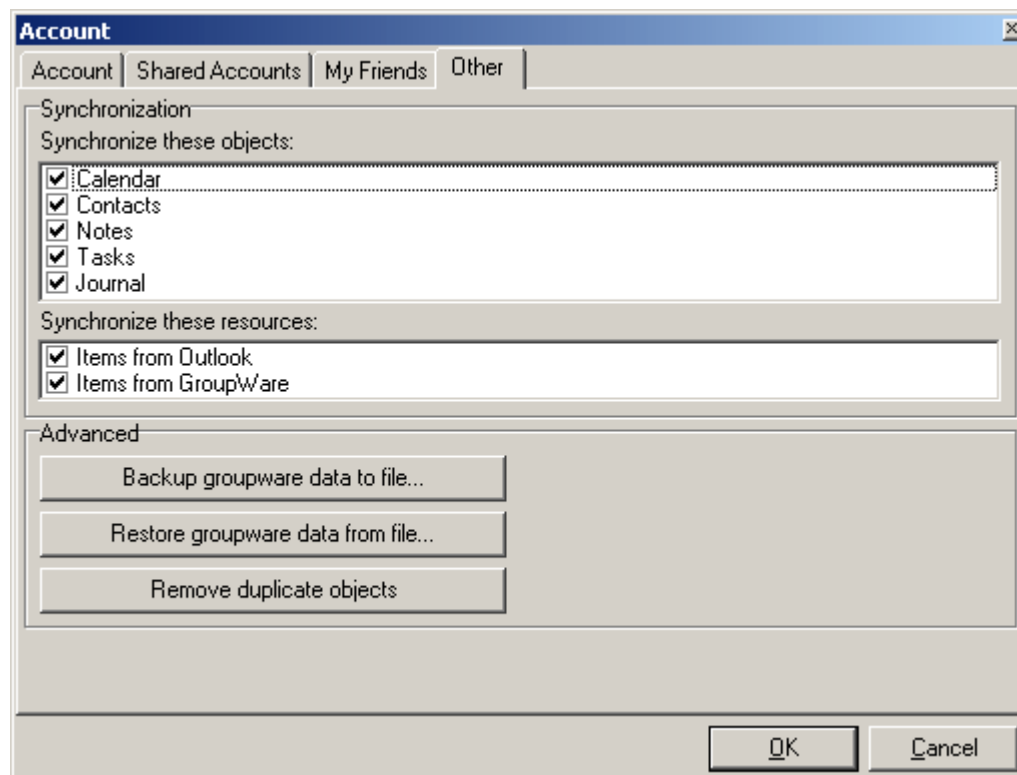 Account
Account Shared Accounts My Friends Other
Synchronization
Synchronize these objects:
Calendar
Contacts
Notes
Tasks
Journal
Synchronize these resources:
Items from Outlook
Items from GroupWare
Advanced
Backup groupware data to file...
Restore groupware data from file...
Remove duplicate objects
OK Cancel